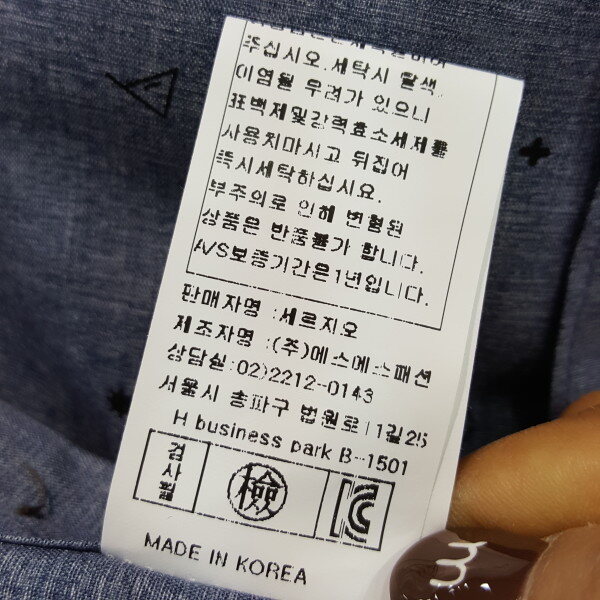 주십시오.세탁시 탈색,
이염될 우려가 있으니
표백제및강력효소세제를
사용치마시고 뒤집어
즉시세탁하십시요.
부주의로 인해 변형된
상품은 반품불가 합니다.
A/S보증기간은1년입니다.
판매자명 :세르지오
제조자명 :(주)에스에스패션
상담실:02)2212-0143
서울시 송파구 법원로11길25
H business park B-1501
검사필
檢
KC
MADE IN KOREA